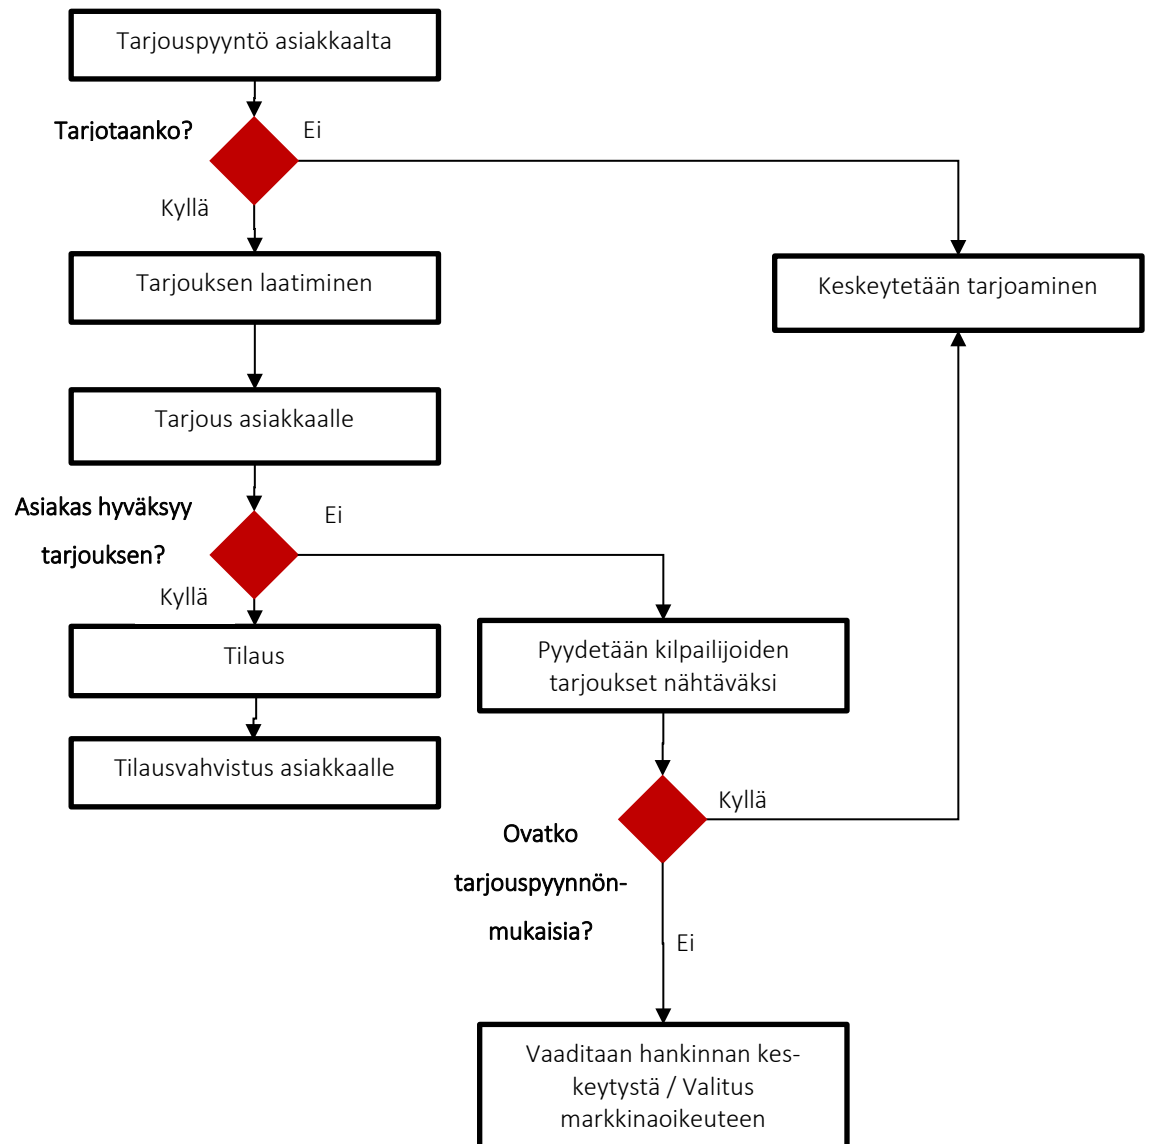 Tarjouspyyntö asiakkaalta
Tarjotaanko?
Ei
Kyllä
Tarjouksen laatiminen
Keskeytetään tarjoaminen
Tarjous asiakkaalle
Asiakas hyväksyy
tarjouksen?
Ei
Kyllä
Tilaus
Pyydetään kilpailijoiden
tarjoukset nähtäväksi
Tilausvahvistus asiakkaalle
Kyllä
Ovatko
tarjouspyynnön-
mukaisia?
Ei
Vaaditaan hankinnan kes-
keytystä / Valitus
markkinaoikeuteen